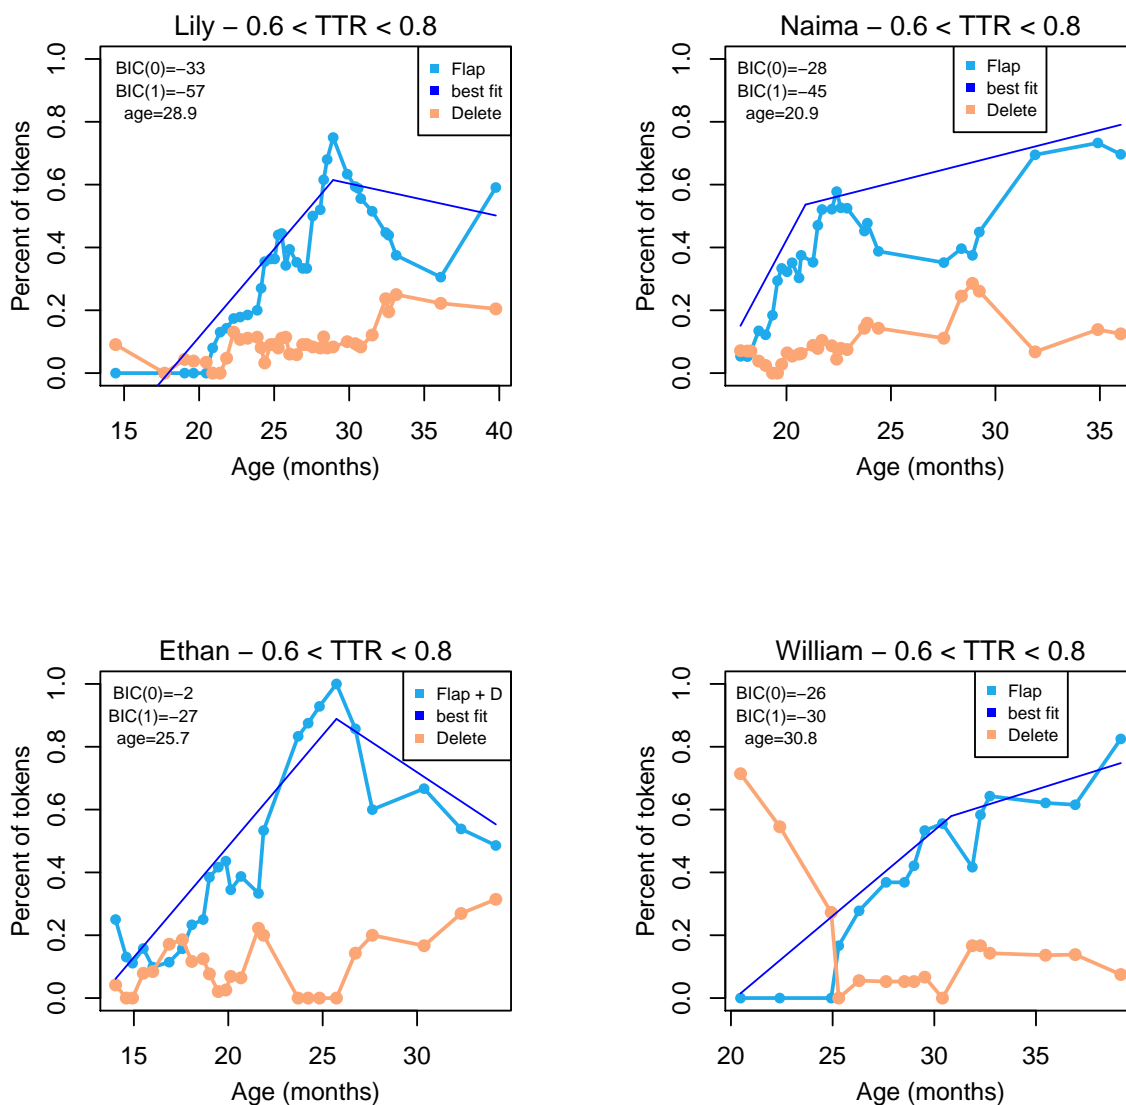 Lily − 0.6 < TTR < 0.8
BIC(0)=−33
BIC(1)=−57
age=28.9
Flap
best fit
Delete
Percent of tokens
0.0 0.2 0.4 0.6 0.8 1.0
15 20 25 30 35 40
Age (months)
Naima − 0.6 < TTR < 0.8
BIC(0)=−28
BIC(1)=−45
age=20.9
Flap
best fit
Delete
Percent of tokens
0.0 0.2 0.4 0.6 0.8 1.0
20 25 30 35
Age (months)
Ethan − 0.6 < TTR < 0.8
BIC(0)=−2
BIC(1)=−27
age=25.7
Flap + D
best fit
Delete
Percent of tokens
0.0 0.2 0.4 0.6 0.8 1.0
15 20 25 30
Age (months)
William − 0.6 < TTR < 0.8
BIC(0)=−26
BIC(1)=−30
age=30.8
Flap
best fit
Delete
Percent of tokens
0.0 0.2 0.4 0.6 0.8 1.0
20 25 30 35
Age (months)